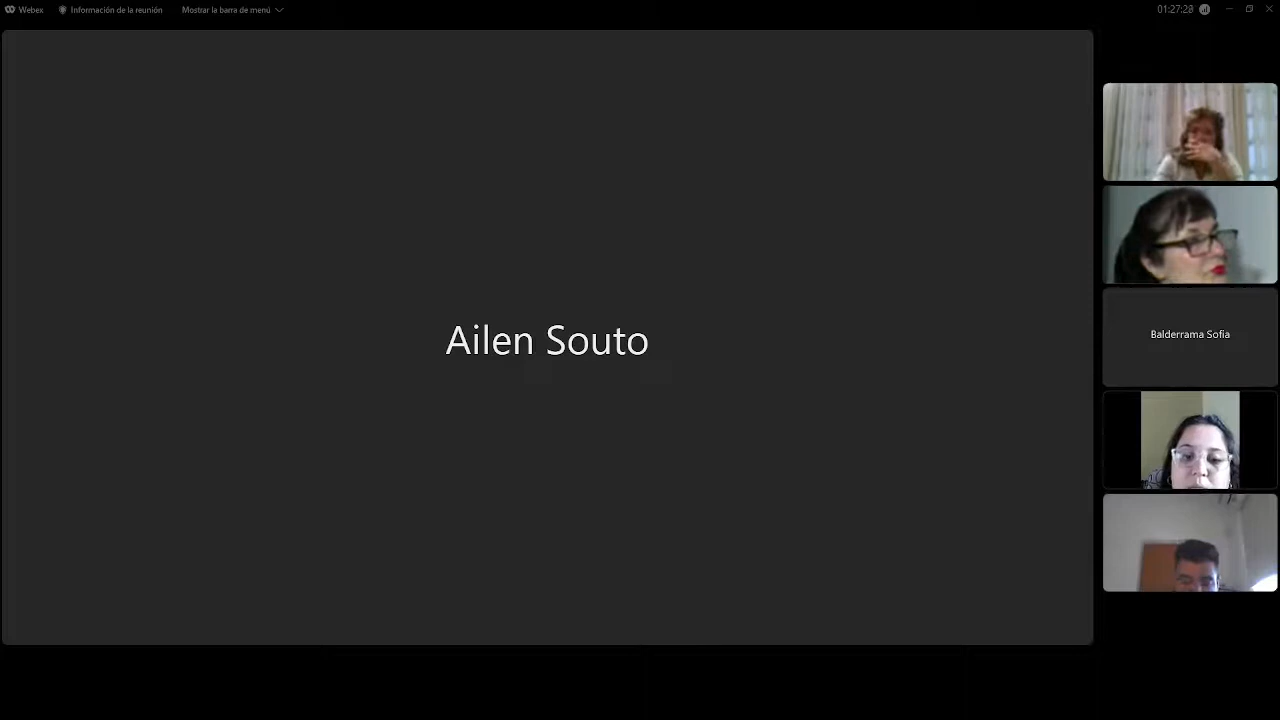 Webex Información de la reunión Mostrar la barra de menú 01:27:28
Ailen Souto
Balderrama Sofia